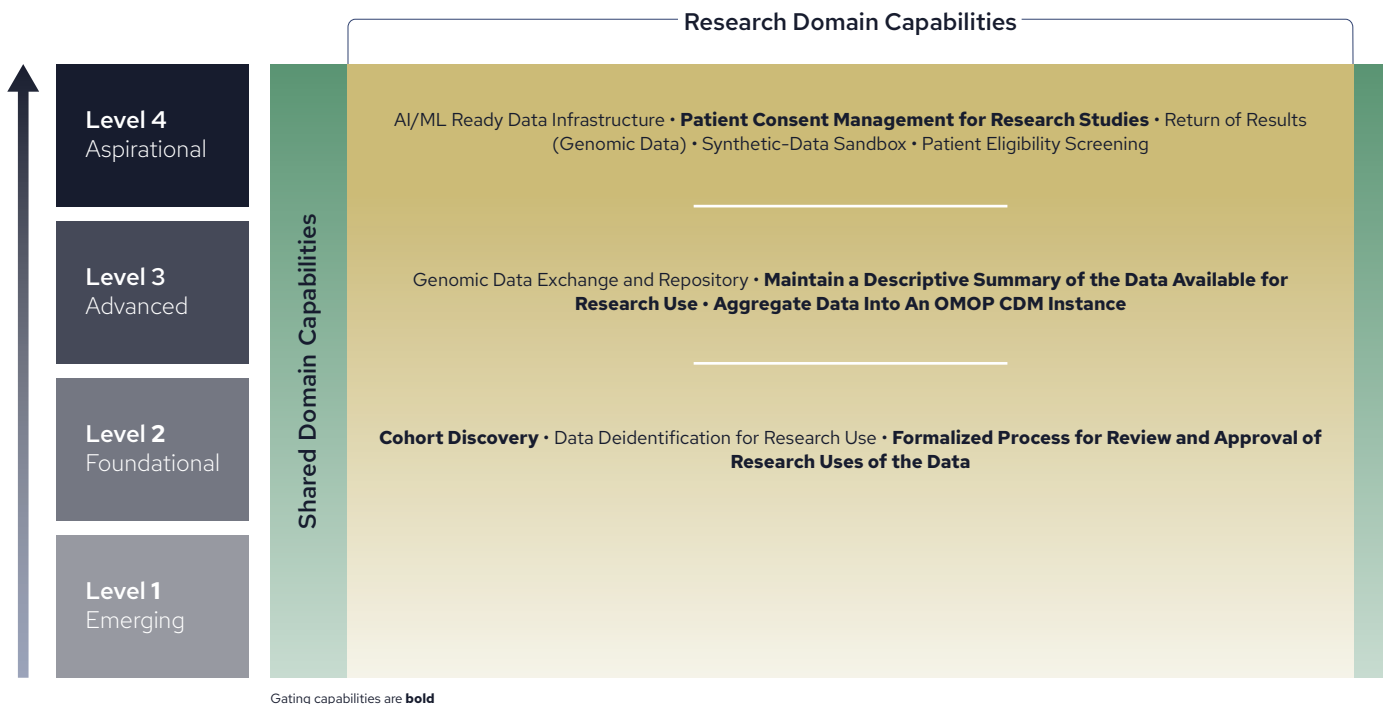 Research Domain Capabilities
Level 4
Aspirational
AI/ML Ready Data Infrastructure • Patient Consent Management for Research Studies • Return of Results
(Genomic Data) • Synthetic-Data Sandbox • Patient Eligibility Screening
Level 3
Advanced
Genomic Data Exchange and Repository • Maintain a Descriptive Summary of the Data Available for
Research Use • Aggregate Data Into An OMOP CDM Instance
Shared Domain Capabilities
Level 2
Foundational
Cohort Discovery • Data Deidentification for Research Use • Formalized Process for Review and Approval of
Research Uses of the Data
Level 1
Emerging
Gating capabilities are bold